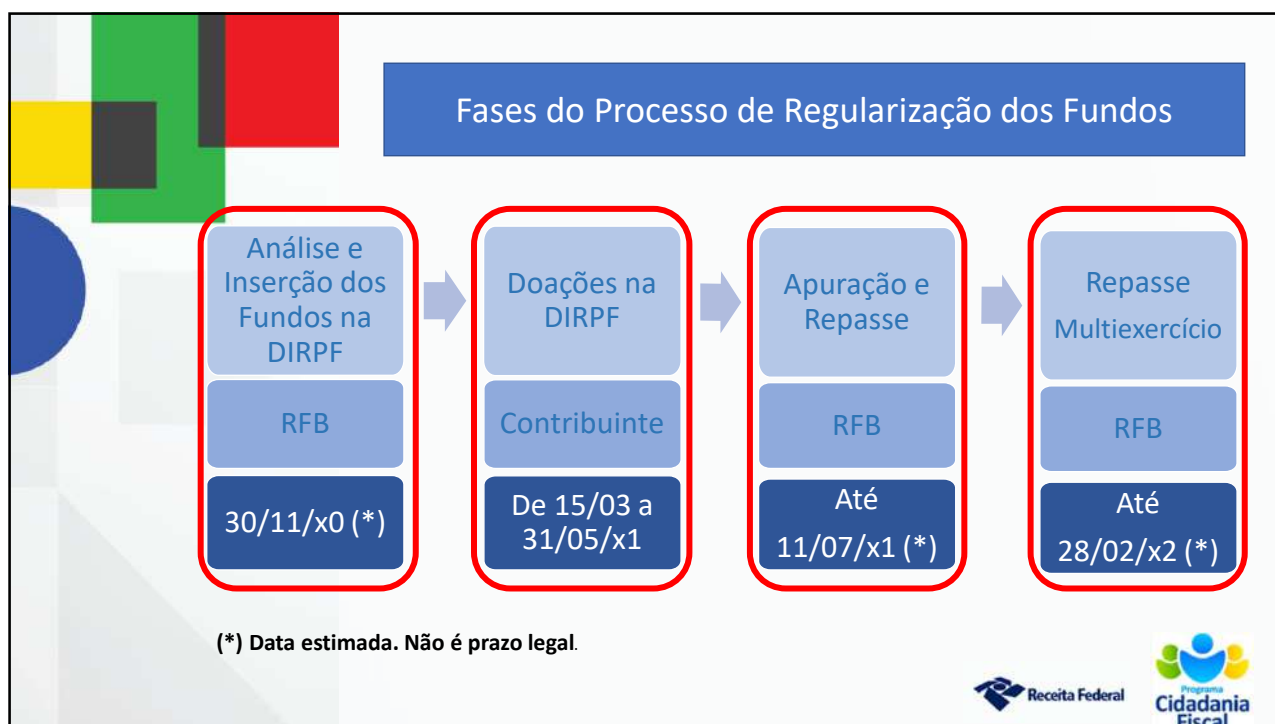 Fases do Processo de Regularização dos Fundos
Análise e
Inserção dos
Fundos na
DIRPF
RFB
30/11/x0 (*)
Doações na
DIRPF
Contribuinte
De 15/03 a
31/05/x1
Apuração e
Repasse
RFB
Até
11/07/x1 (*)
Repasse
Multiexercício
RFB
Até
28/02/x2 (*)
(*) Data estimada. Não é prazo legal.
Receita Federal
Programa
Cidadania
Fiscal